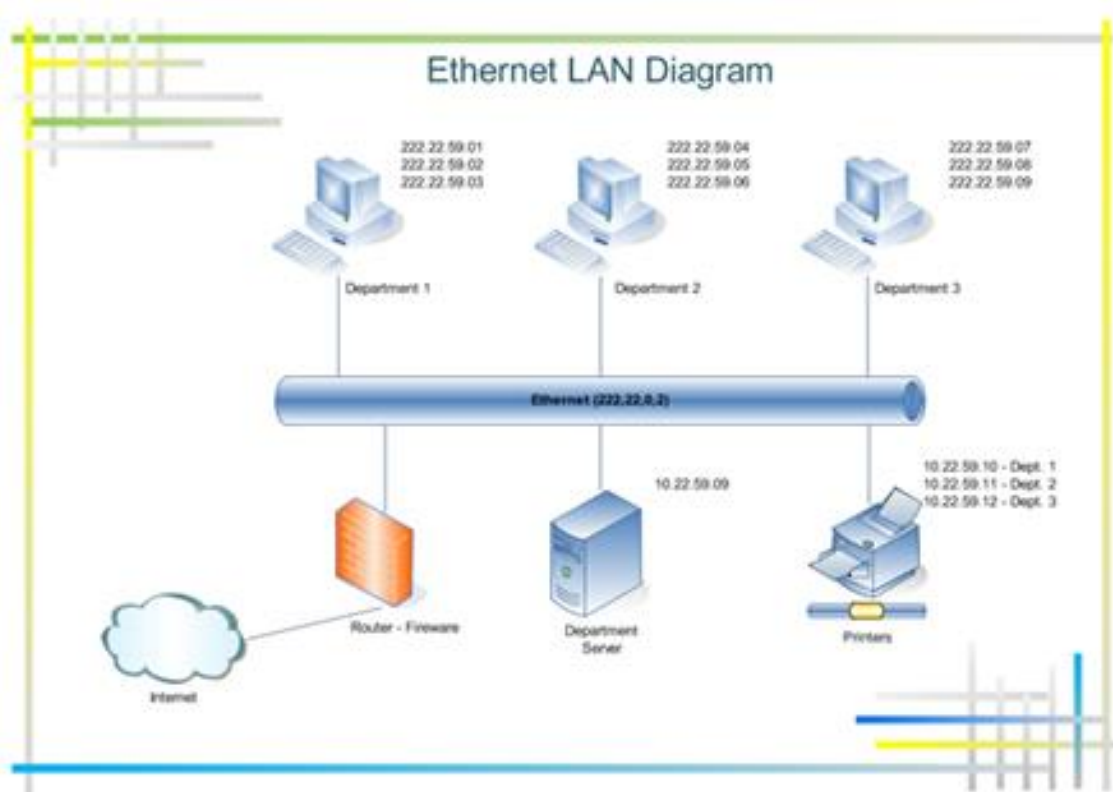 Ethernet LAN Diagram
222.22.59.01
222.22.59.02
222.22.59.03
Department 1
222.22.59.04
222.22.59.05
222.22.59.06
Department 2
222.22.59.07
222.22.59.08
222.22.59.09
Department 3
Ethernet (222,22,0,2)
Router - Fireware
Internet
10.22.59.09
Department
Server
10.22.59.10 - Dept. 1
10.22.59.11 - Dept. 2
10.22.59.12 - Dept. 3
Printers